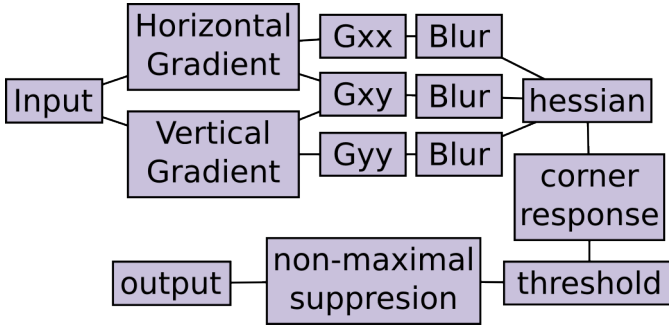 Input
Horizontal
Gradient
Vertical
Gradient
Gxx
Blur
Gxy
Blur
Gyy
Blur
hessian
corner
response
threshold
non-maximal
suppresion
output